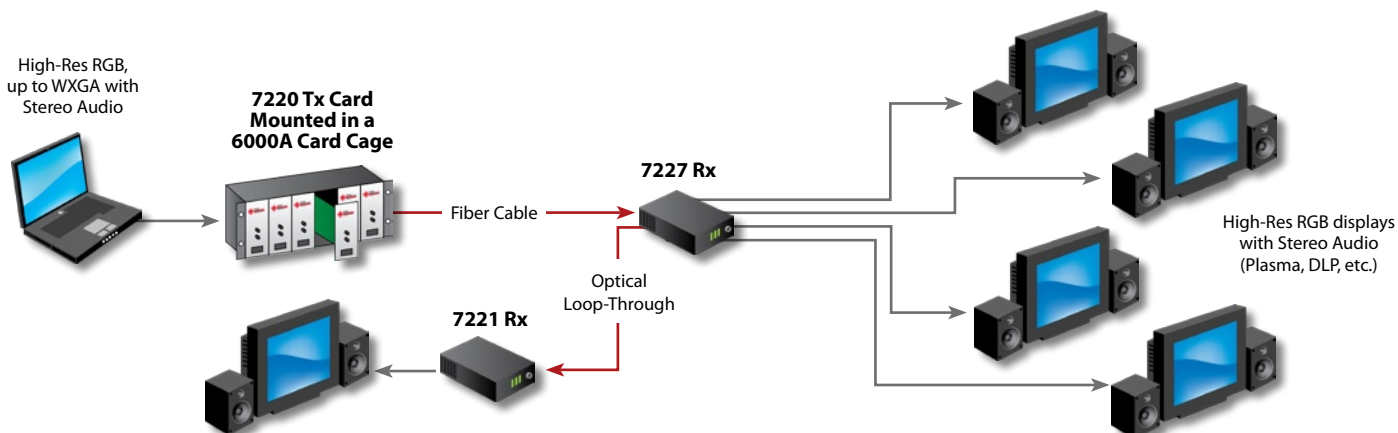 High-Res RGB,
up to WXGA with
Stereo Audio
7220 Tx Card
Mounted in a
6000A Card Cage
Fiber Cable
7227 Rx
Optical
Loop-Through
7221 Rx
High-Res RGB displays
with Stereo Audio
(Plasma, DLP, etc.)